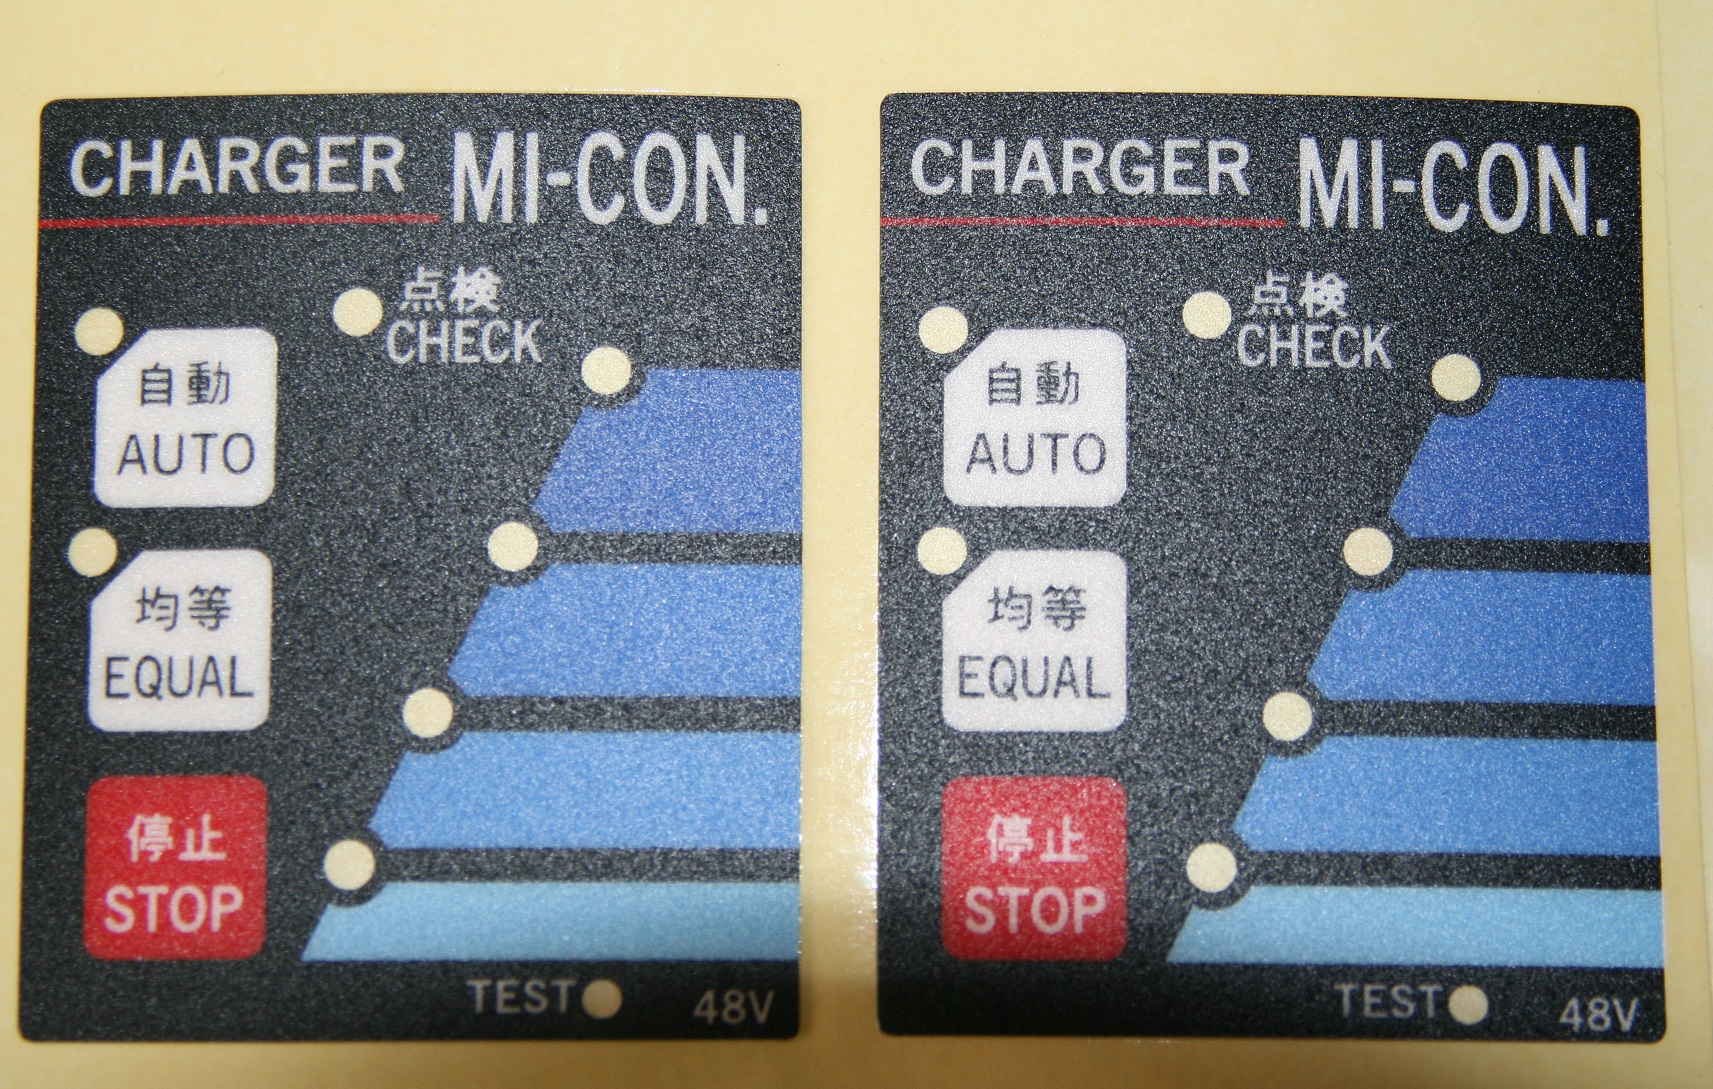 CHARGER MI-CON.
点検
CHECK
自動
AUTO
均等
EQUAL
停止
STOP
TEST
48V
CHARGER MI-CON.
点検
CHECK
自動
AUTO
均等
EQUAL
停止
STOP
TEST
48V